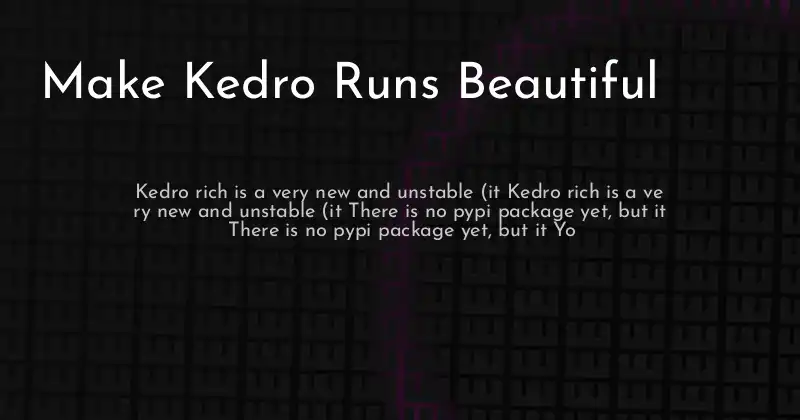 Make Kedro Runs Beautiful
Kedro rich is a very new and unstable (it Kedro rich is a ve
ry new and unstable (it There is no pypi package yet, but it
There is no pypi package yet, but it Yo